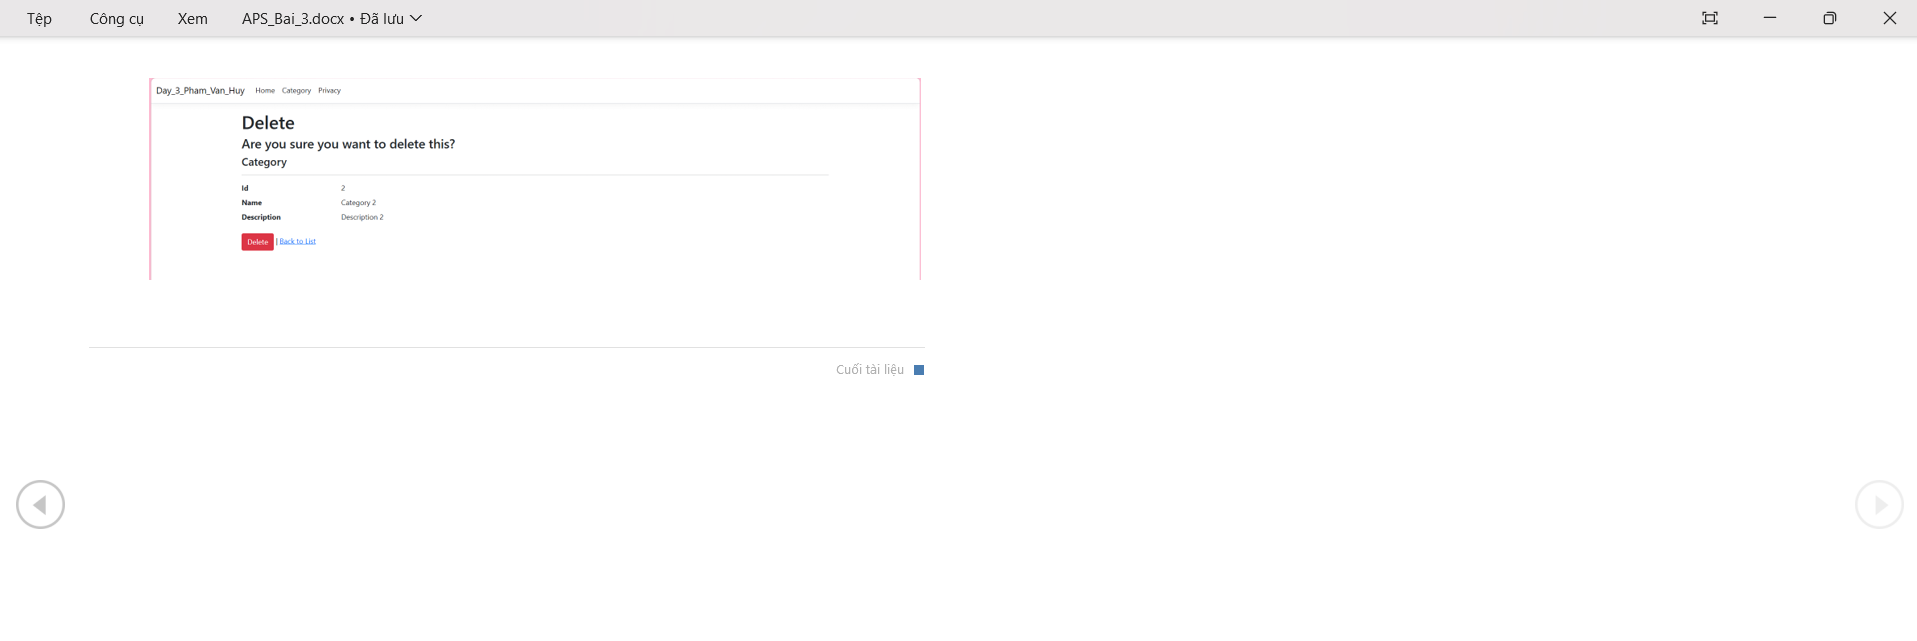 Tệp Công cụ Xem APS_Bai_3.docx • Đã lưu
Day_3_Pham_Van_Huy Home Category Privacy
Delete
Are you sure you want to delete this?
Category
Id 2
Name Category 2
Description Description 2
Delete | Back to List
Cuối tài liệu